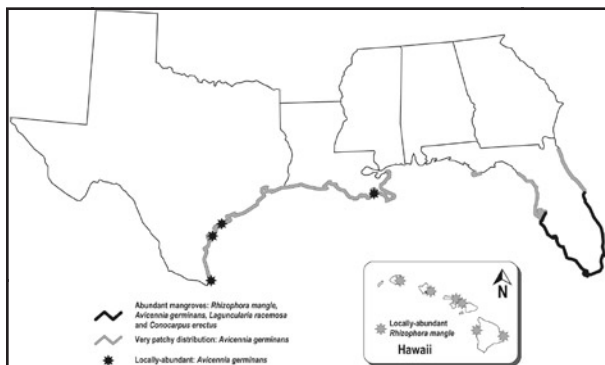 N
Locally-abundant
Rhizophora mangle
Hawaii
Abundant mangroves: Rhizophora mangle,
Avicennia germinans, Laguncularia racemosa
and Conocarpus erectus
Very patchy distribution: Avicennia germinans
Locally-abundant: Avicennia germinans